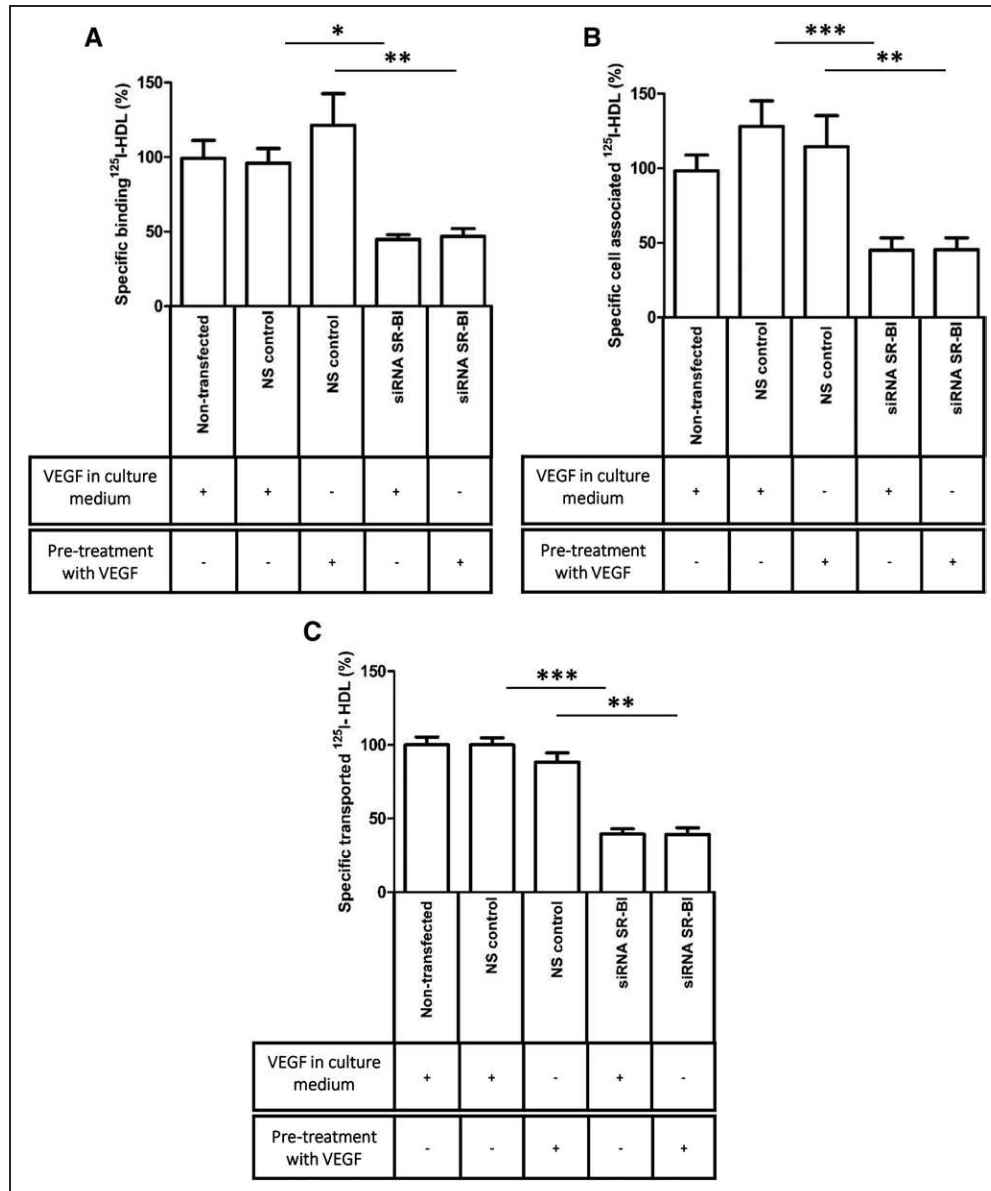 A
*
**
Specific binding ¹²⁵I-HDL (%)
150
100
50
0
Non-transfected
NS control
NS control
siRNA SR-BI
siRNA SR-BI
VEGF in culture
medium
+ + - + -
Pre-treatment
with VEGF
- - + - +
B
***
**
Specific cell associated ¹²⁵I-HDL (%)
150
100
50
0
Non-transfected
NS control
NS control
siRNA SR-BI
siRNA SR-BI
VEGF in culture
medium
+ + - + -
Pre-treatment
with VEGF
- - + - +
C
***
**
Specific transported ¹²⁵I- HDL (%)
150
100
50
0
Non-transfected
NS control
NS control
siRNA SR-BI
siRNA SR-BI
VEGF in culture
medium
+ + - + -
Pre-treatment
with VEGF
- - + - +